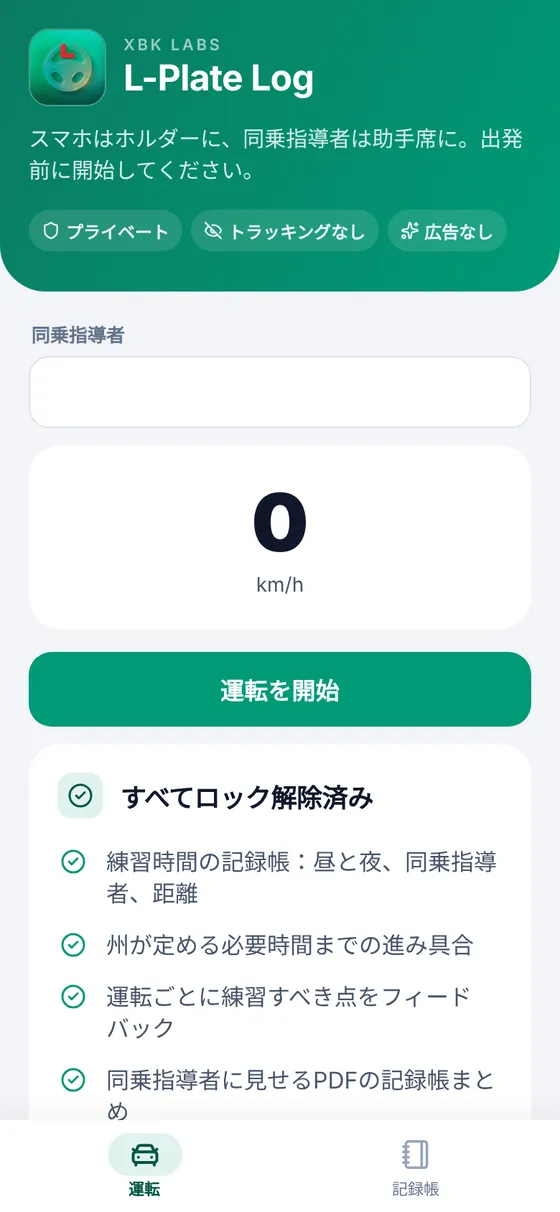 XBK LABS
L-Plate Log
スマホはホルダーに、同乗指導者は助手席に。出発
前に開始してください。
プライベート
トラッキングなし
広告なし
同乗指導者
0
km/h
運転を開始
すべてロック解除済み
練習時間の記録帳：昼と夜、同乗指導
者、距離
州が定める必要時間までの進み具合
運転ごとに練習すべき点をフィード
バック
同乗指導者に見せるPDFの記録帳まと
め
運転
記録帳